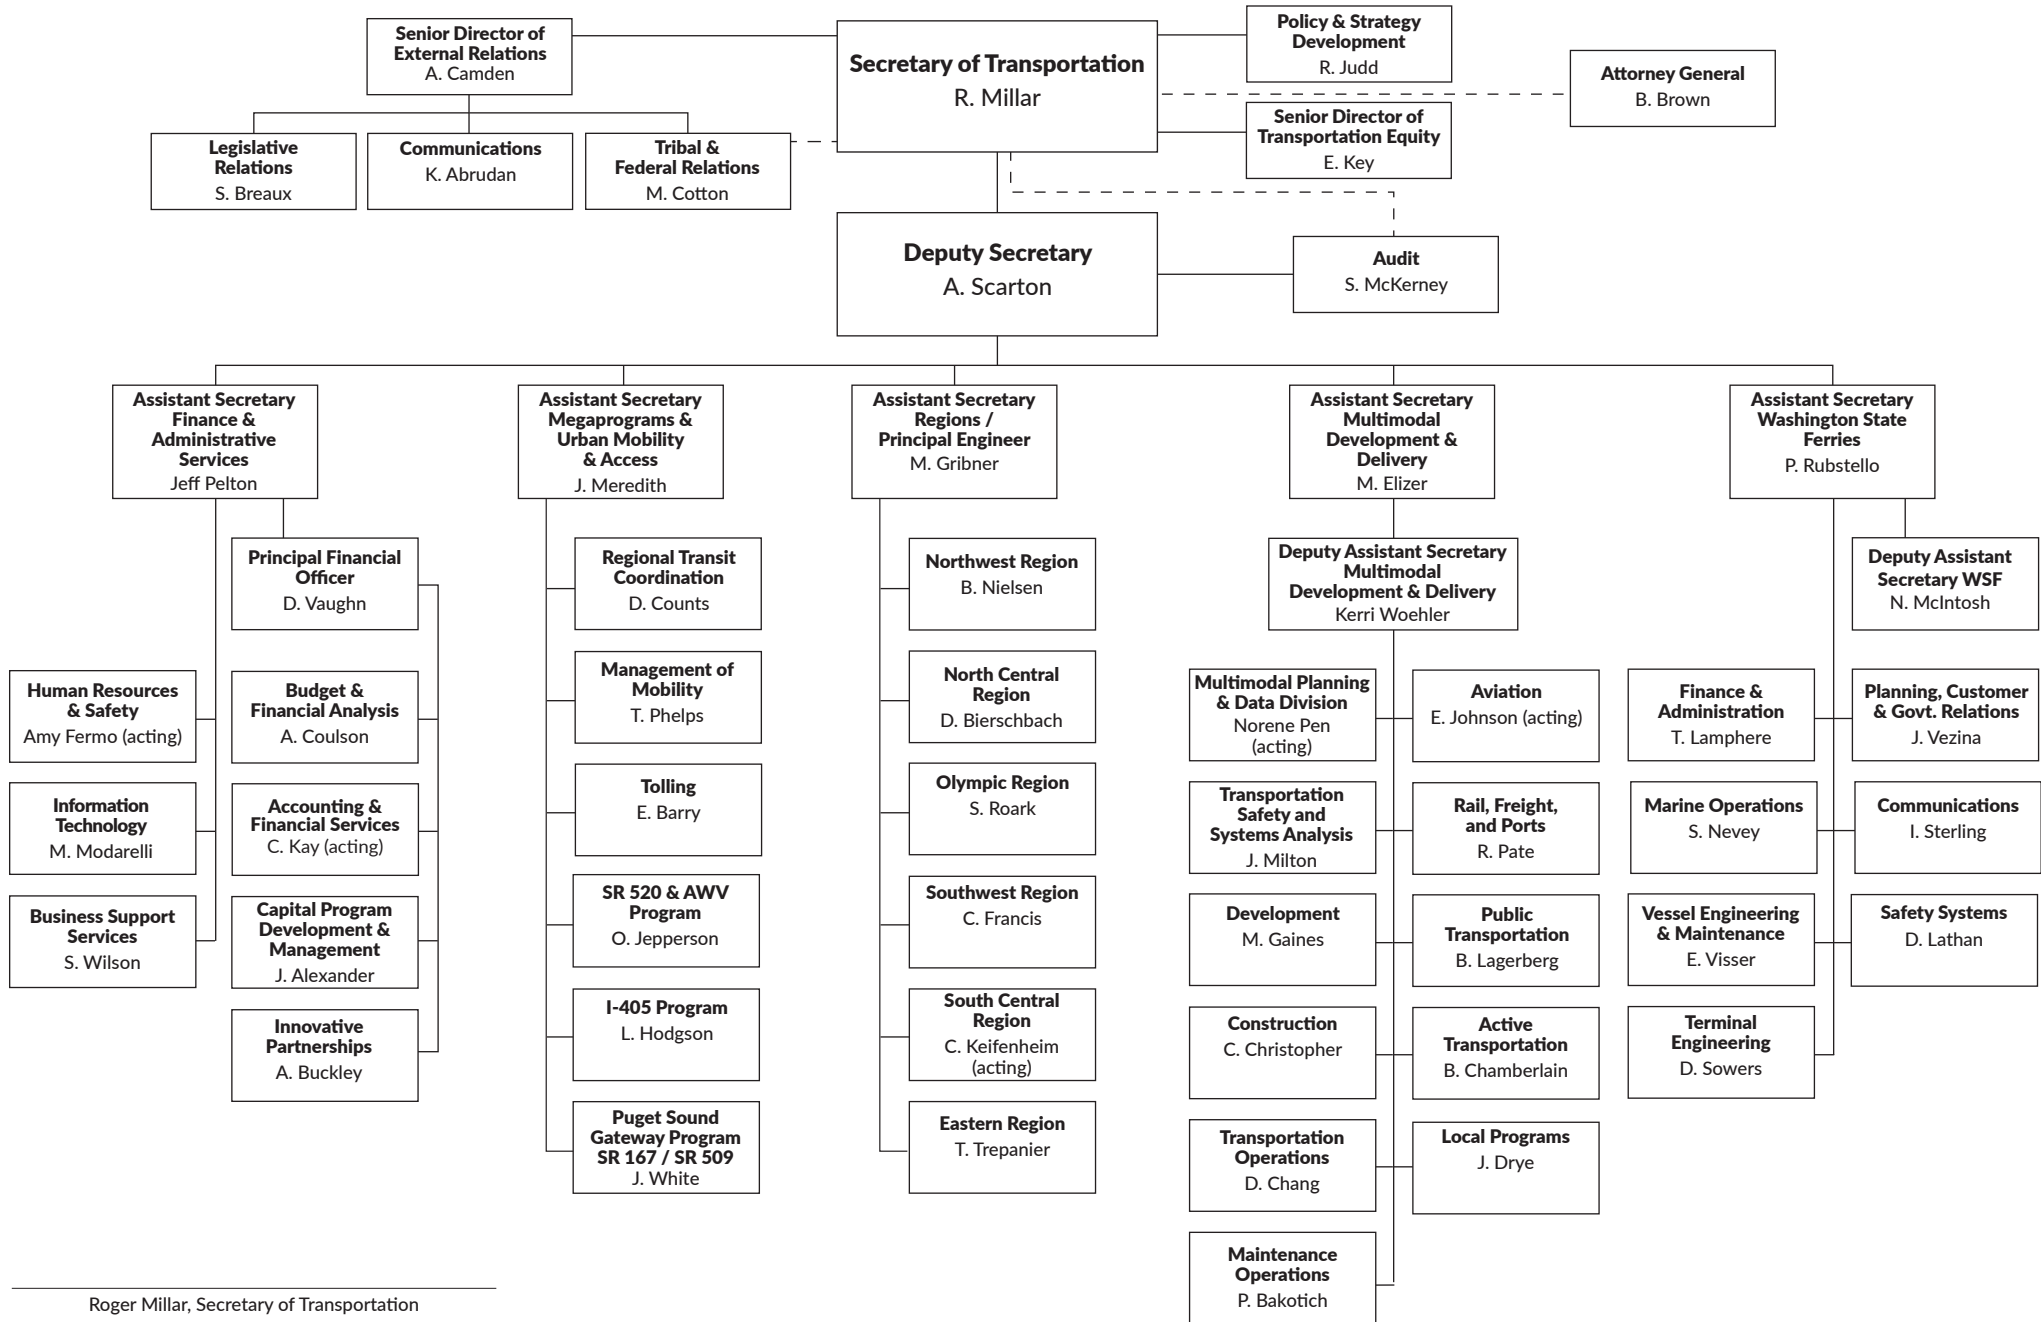 Senior Director of
External Relations
A. Camden
Secretary of Transportation
R. Millar
Policy & Strategy
Development
R. Judd
Attorney General
B. Brown
Senior Director of
Transportation Equity
E. Key
Legislative
Relations
S. Breaux
Communications
K. Abrudan
Tribal &
Federal Relations
M. Cotton
Deputy Secretary
A. Scarton
Audit
S. McKerney
Assistant Secretary
Finance &
Administrative
Services
Jeff Pelton
Assistant Secretary
Megaprograms &
Urban Mobility
& Access
J. Meredith
Assistant Secretary
Regions /
Principal Engineer
M. Gribner
Assistant Secretary
Multimodal
Development &
Delivery
M. Elizer
Assistant Secretary
Washington State
Ferries
P. Rubstello
Principal Financial
Officer
D. Vaughn
Human Resources
& Safety
Amy Fermo (acting)
Budget &
Financial Analysis
A. Coulson
Information
Technology
M. Modarelli
Accounting &
Financial Services
C. Kay (acting)
Business Support
Services
S. Wilson
Capital Program
Development &
Management
J. Alexander
Innovative
Partnerships
A. Buckley
Regional Transit
Coordination
D. Counts
Management of
Mobility
T. Phelps
Tolling
E. Barry
SR 520 & AWV
Program
O. Jepperson
I-405 Program
L. Hodgson
Puget Sound
Gateway Program
SR 167 / SR 509
J. White
Northwest Region
B. Nielsen
North Central
Region
D. Bierschbach
Olympic Region
S. Roark
Southwest Region
C. Francis
South Central
Region
C. Keifenheim
(acting)
Eastern Region
T. Trepanier
Deputy Assistant Secretary
Multimodal
Development & Delivery
Kerri Woehler
Multimodal Planning
& Data Division
Norene Pen
(acting)
Aviation
E. Johnson (acting)
Transportation
Safety and
Systems Analysis
J. Milton
Rail, Freight,
and Ports
R. Pate
Development
M. Gaines
Public
Transportation
B. Lagerberg
Construction
C. Christopher
Active
Transportation
B. Chamberlain
Transportation
Operations
D. Chang
Local Programs
J. Drye
Maintenance
Operations
P. Bakotich
Deputy Assistant
Secretary WSF
N. McIntosh
Finance &
Administration
T. Lamphere
Planning, Customer
& Govt. Relations
J. Vezina
Marine Operations
S. Nevey
Communications
I. Sterling
Vessel Engineering
& Maintenance
E. Visser
Safety Systems
D. Lathan
Terminal
Engineering
D. Sowers
Roger Millar, Secretary of Transportation